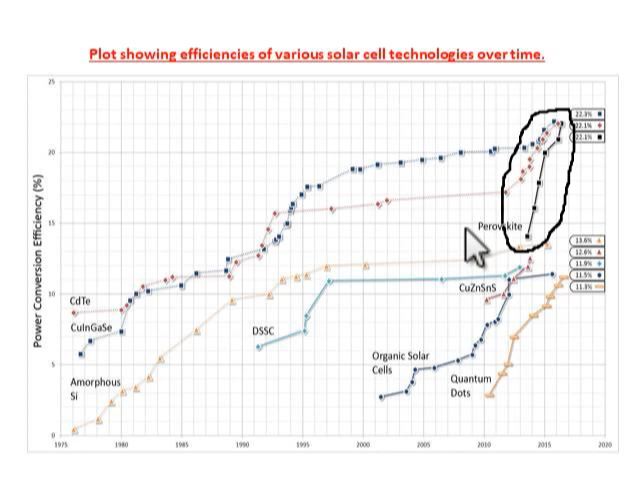 Plot showing efficiencies of various solar cell technologies over time.
25
20
15
10
5
0
Power Conversion Efficiency (%)
22.3%
22.1%
22.1%
Perovskite
13.6%
12.6%
11.9%
11.5%
11.3%
CdTe
CuInGaSe
CuZnSnS
DSSC
Organic Solar
Cells
Amorphous
Si
Quantum
Dots
1975 1980 1985 1990 1995 2000 2005 2010 2015 2020